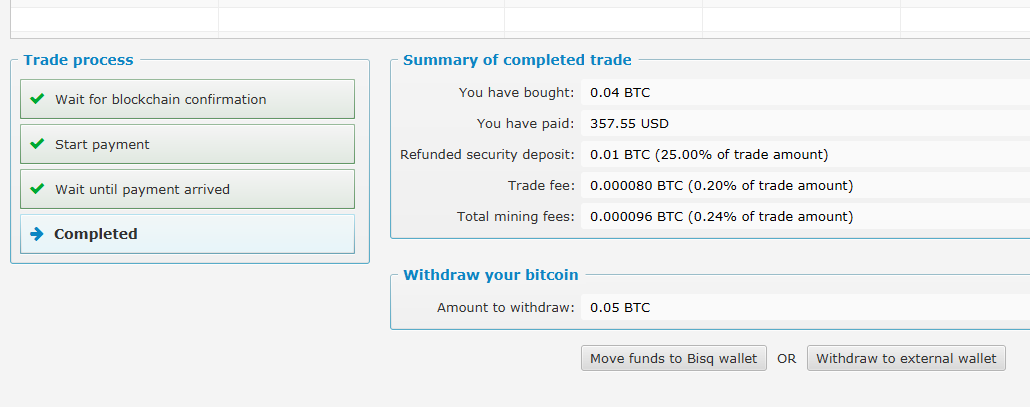 Trade process
Wait for blockchain confirmation
Start payment
Wait until payment arrived
Completed
Summary of completed trade
You have bought: 0.04 BTC
You have paid: 357.55 USD
Refunded security deposit: 0.01 BTC (25.00% of trade amount)
Trade fee: 0.000080 BTC (0.20% of trade amount)
Total mining fees: 0.000096 BTC (0.24% of trade amount)
Withdraw your bitcoin
Amount to withdraw: 0.05 BTC
Move funds to Bisq wallet OR Withdraw to external wallet